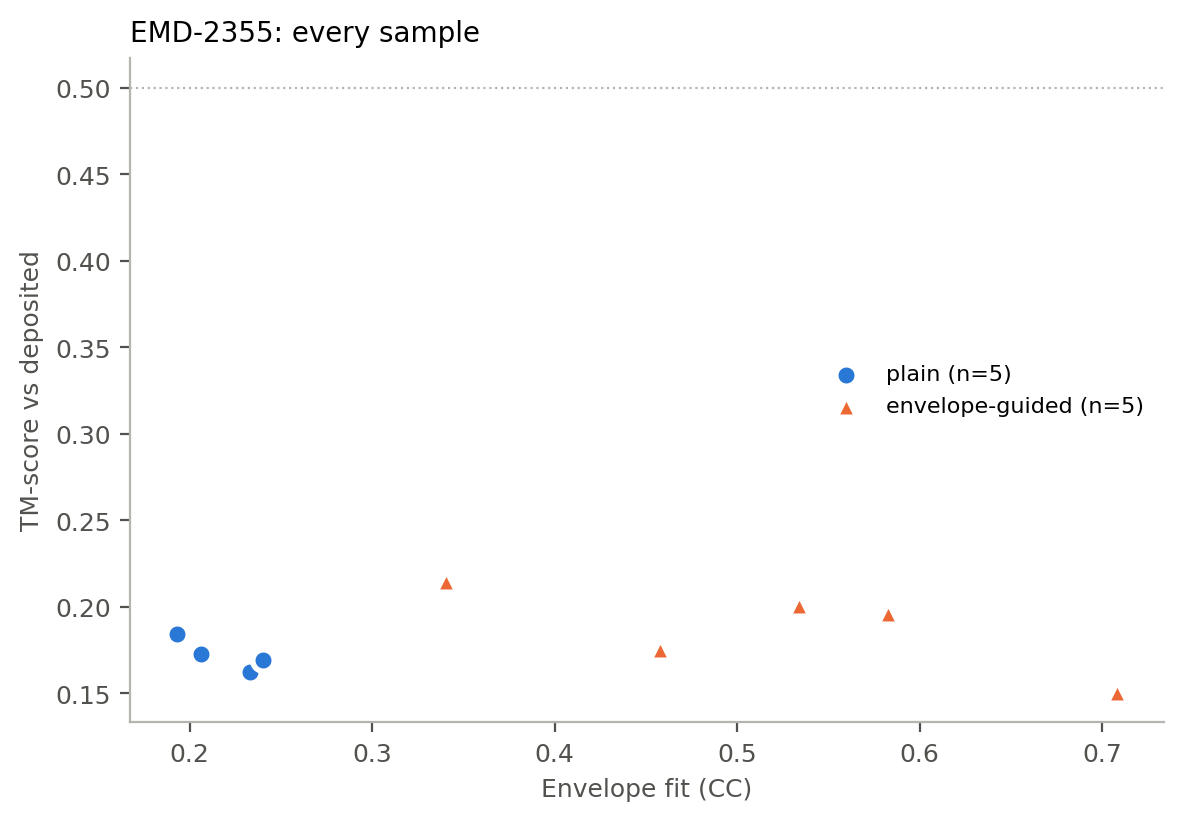 EMD-2355: every sample
0.50
0.45
0.40
0.35
0.30
0.25
0.20
0.15
TM-score vs deposited
plain (n=5)
envelope-guided (n=5)
0.2 0.3 0.4 0.5 0.6 0.7
Envelope fit (CC)